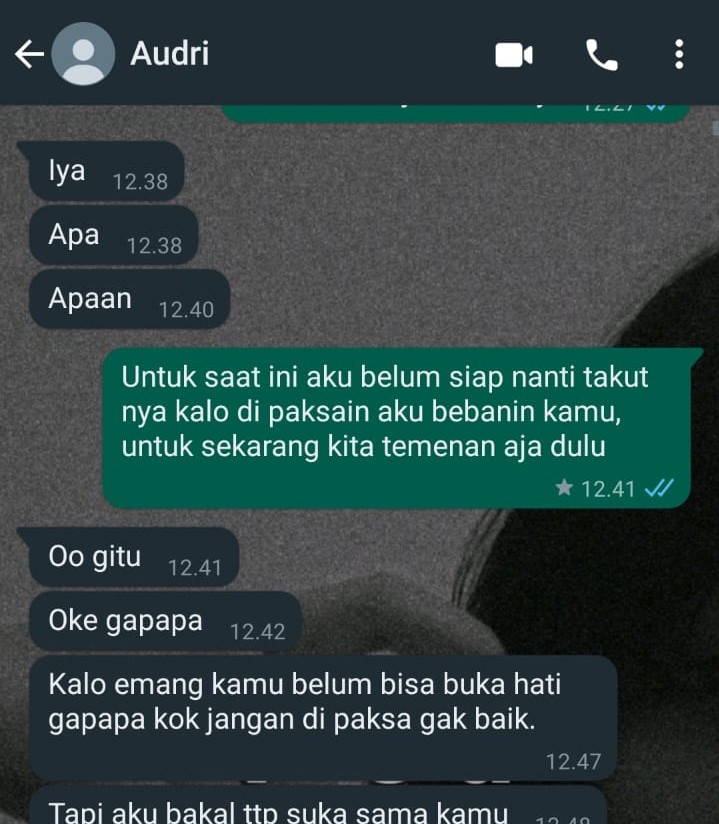 Audri
12.27
Iya 12.38
Apa 12.38
Apaan 12.40
Untuk saat ini aku belum siap nanti takut
nya kalo di paksain aku bebanin kamu,
untuk sekarang kita temenan aja dulu
12.41
Oo gitu 12.41
Oke gapapa 12.42
Kalo emang kamu belum bisa buka hati
gapapa kok jangan di paksa gak baik.
12.47
Tapi aku bakal ttp suka sama kamu